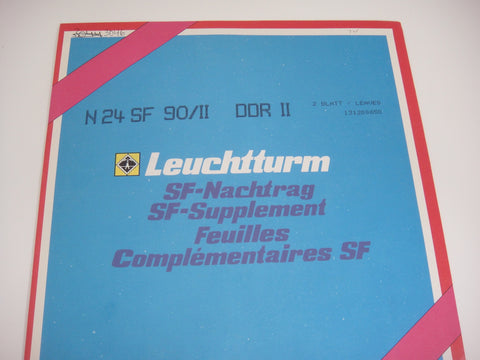 N 24 SF 90/II DDR II
2 BLATT / LEAVES
Leuchtturm
SF-Nachtrag
SF-Supplement
Feuilles
Complémentaires SF